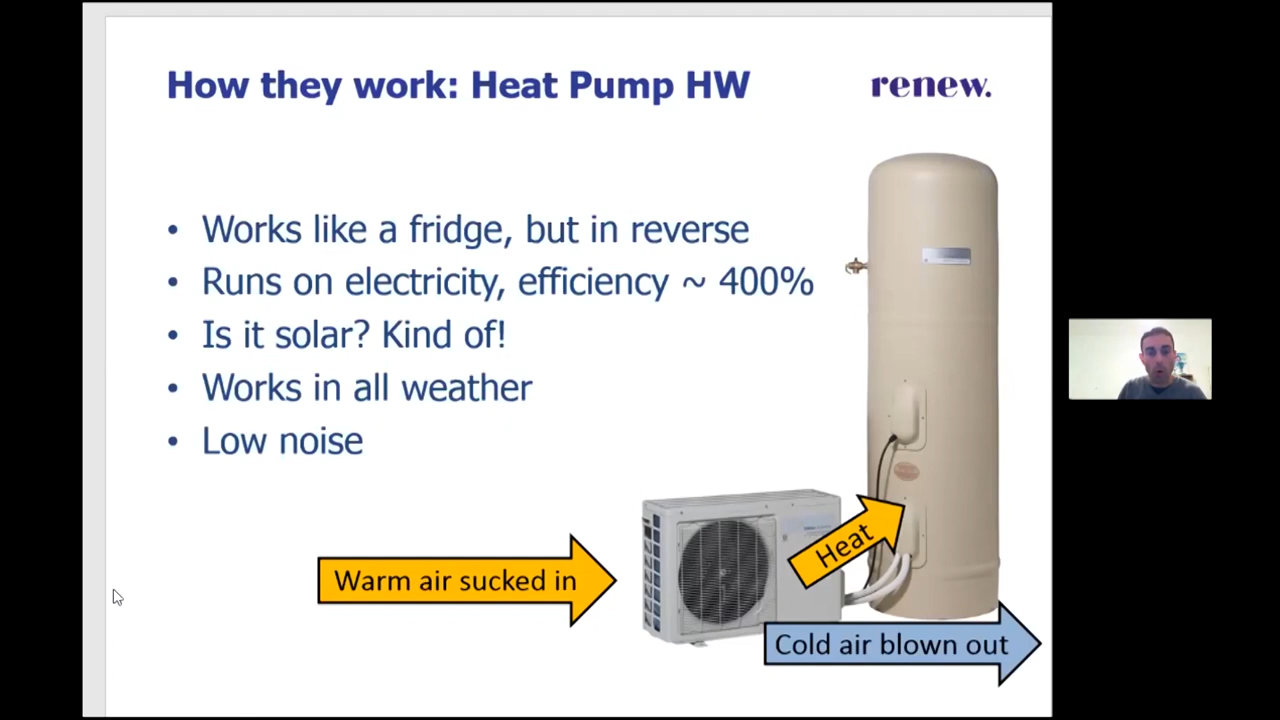 How they work: Heat Pump HW
renew.
• Works like a fridge, but in reverse
• Runs on electricity, efficiency ~ 400%
• Is it solar? Kind of!
• Works in all weather
• Low noise
Heat
Warm air sucked in
Cold air blown out